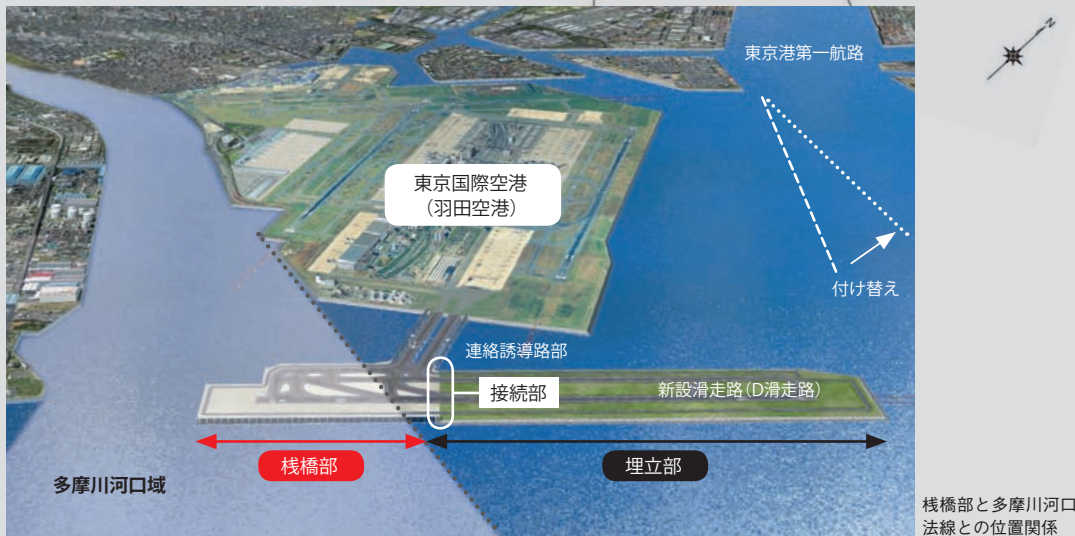 N
東京港第一航路
東京国際空港
（羽田空港）
付け替え
連絡誘導路部
接続部
新設滑走路（D滑走路）
桟橋部
埋立部
多摩川河口域
桟橋部と多摩川河口
法線との位置関係